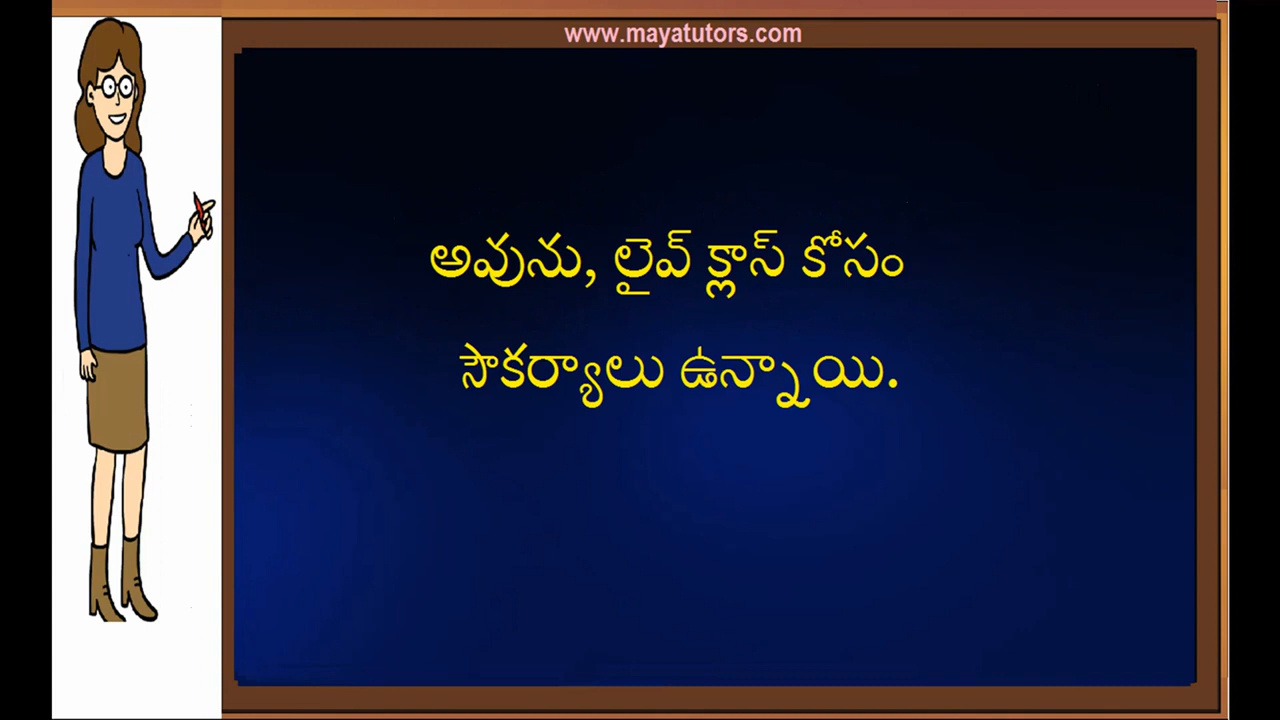 www.mayatutors.com
అవును, లైవ్ క్లాస్ కోసం
సౌకర్యాలు ఉన్నాయి.